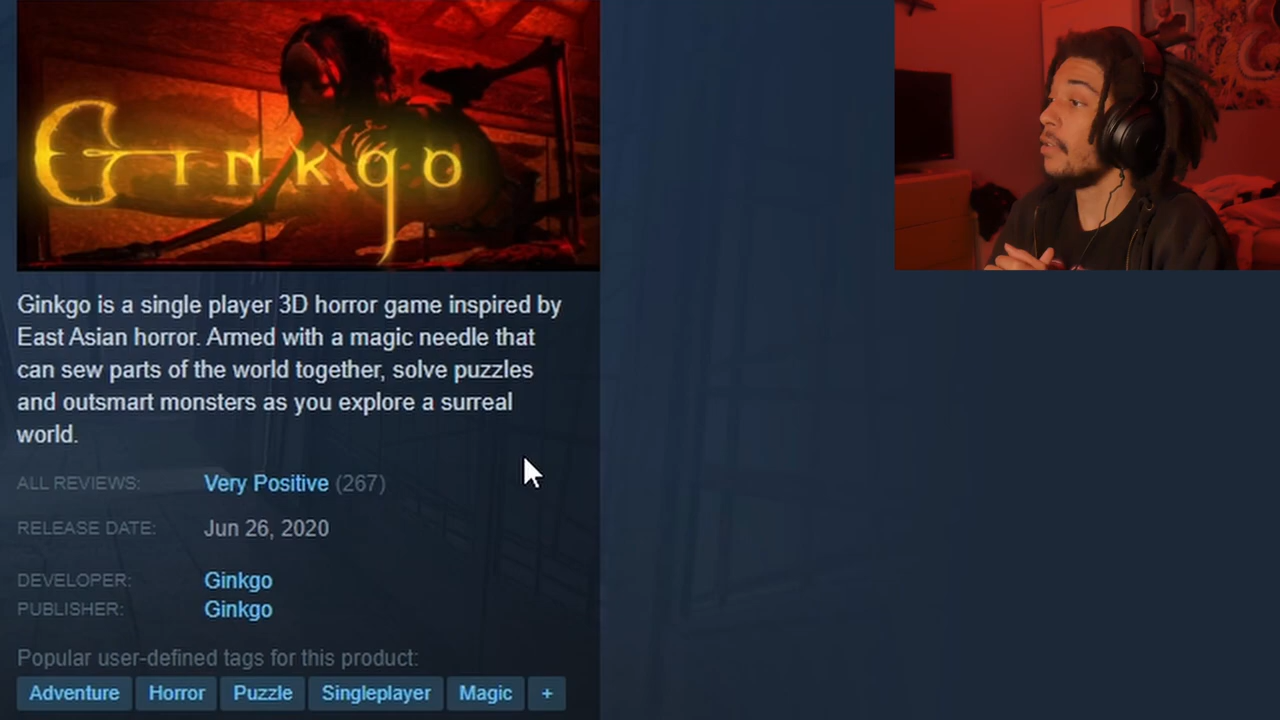 Ginkgo
Ginkgo is a single player 3D horror game inspired by
East Asian horror. Armed with a magic needle that
can sew parts of the world together, solve puzzles
and outsmart monsters as you explore a surreal
world.
ALL REVIEWS: Very Positive (267)
RELEASE DATE: Jun 26, 2020
DEVELOPER: Ginkgo
PUBLISHER: Ginkgo
Popular user-defined tags for this product:
Adventure Horror Puzzle Singleplayer Magic +